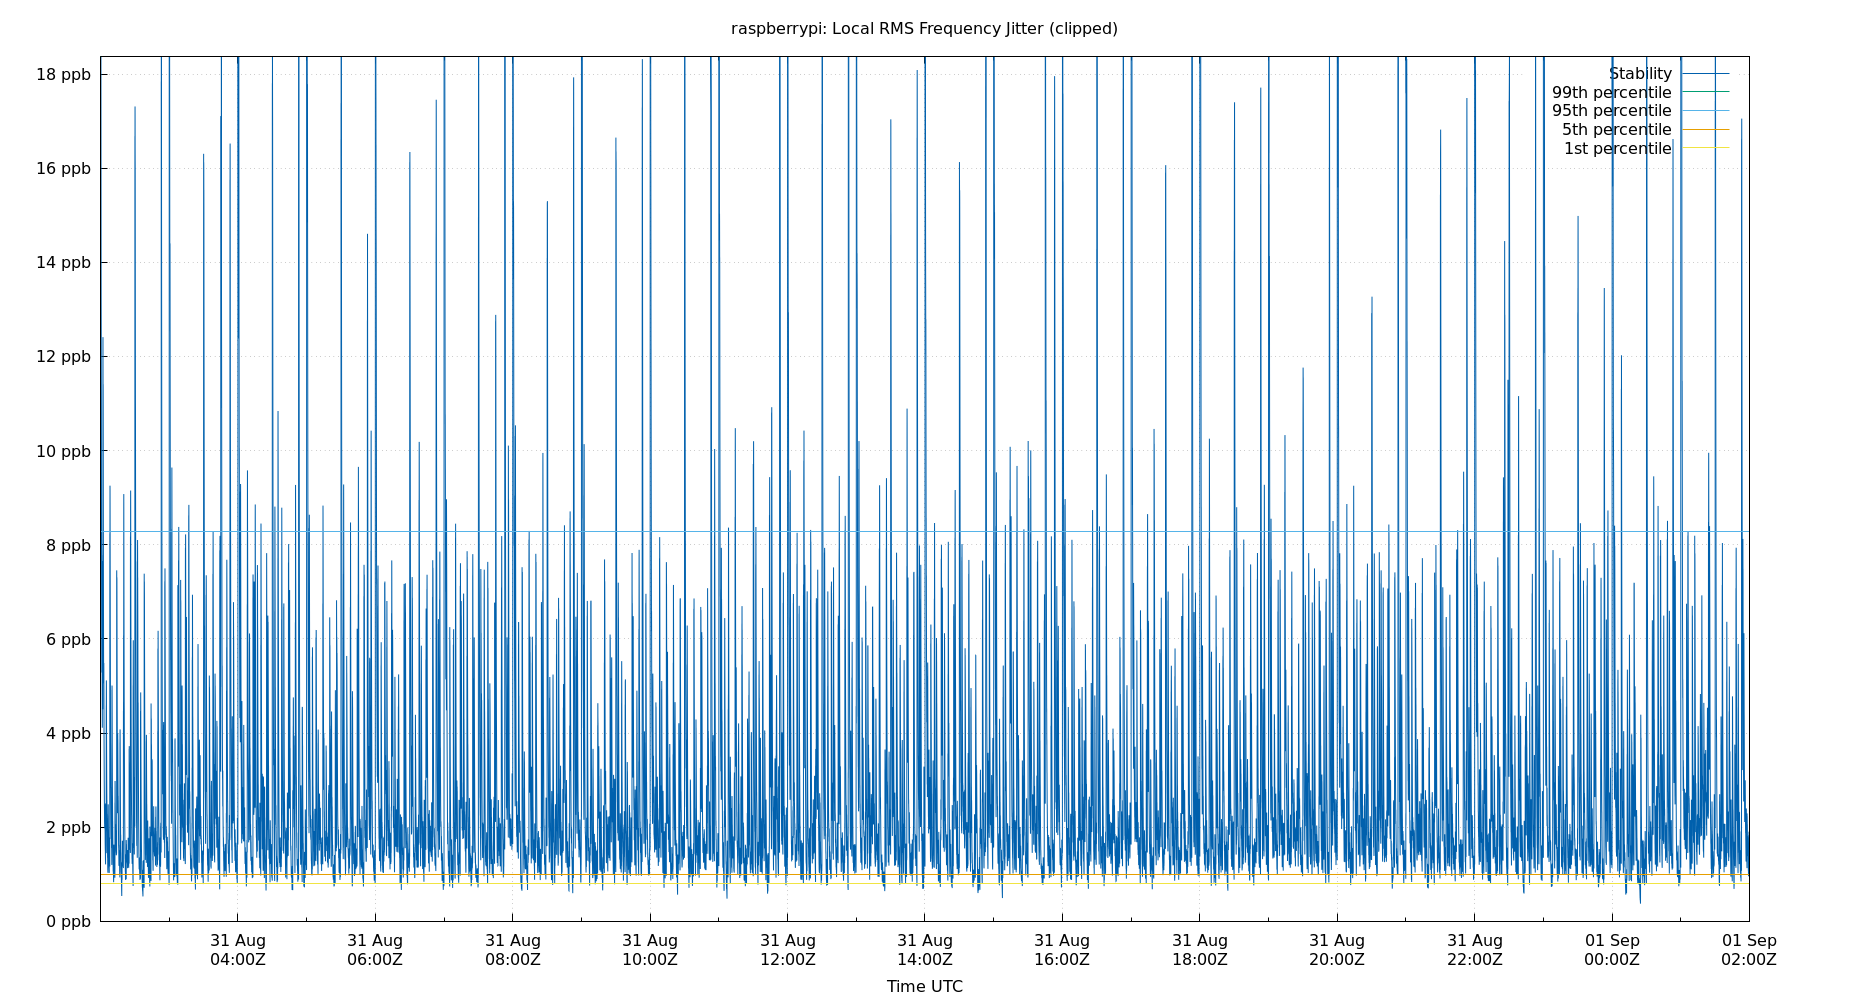 raspberrypi: Local RMS Frequency Jitter (clipped)
18 ppb
16 ppb
14 ppb
12 ppb
10 ppb
8 ppb
6 ppb
4 ppb
2 ppb
0 ppb
Stability
99th percentile
95th percentile
5th percentile
1st percentile
31 Aug 31 Aug 31 Aug 31 Aug 31 Aug 31 Aug 31 Aug 31 Aug 31 Aug 31 Aug 01 Sep 01 Sep
04:00Z 06:00Z 08:00Z 10:00Z 12:00Z 14:00Z 16:00Z 18:00Z 20:00Z 22:00Z 00:00Z 02:00Z
Time UTC